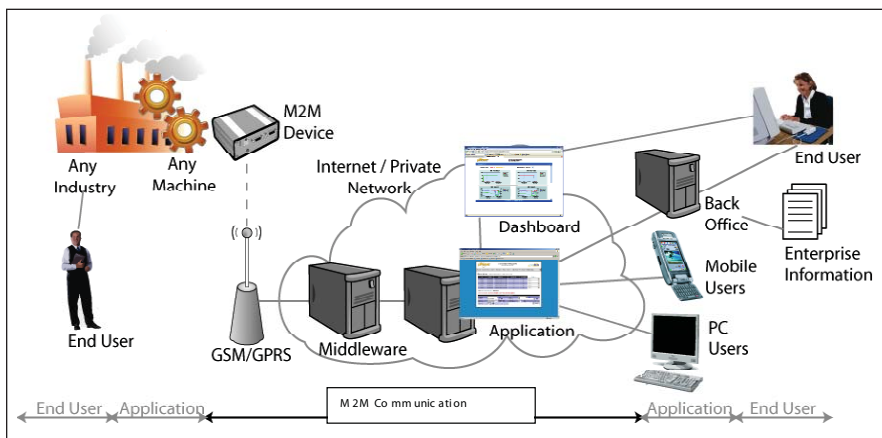 M2M
Device
Any
Industry
Any
Machine
Internet / Private
Network
Dashboard
End User
Back
Office
Enterprise
Information
Mobile
Users
End User
GSM/GPRS
Middleware
Application
PC
Users
End User
Application
M2M Communication
Application
End User